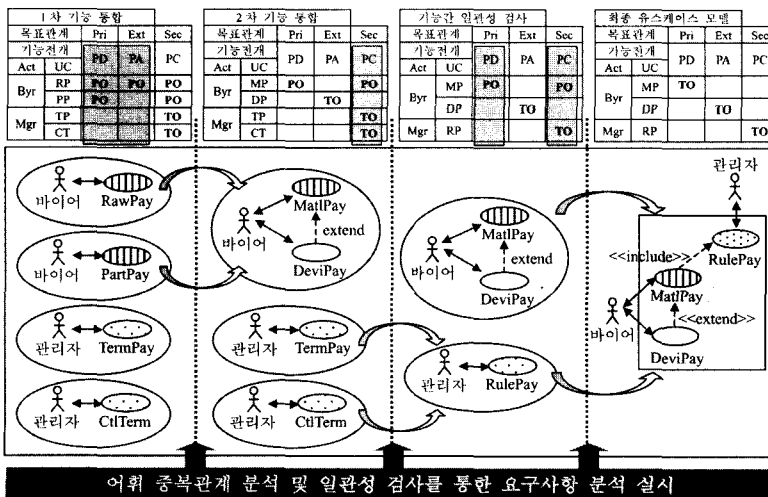 1차 기능 통합
목표관계 Pri Ext Sec
기능전개 PD PA PC
Act UC
Byr RP PO PO PO
PP PO PO
Mgr TP TO
CT TO
2차 기능 통합
목표관계 Pri Ext Sec
기능전개 PD PA PC
Act UC
Byr MP PO PO
DP TO
Mgr TP TO
CT TO
기능간 일관성 검사
목표관계 Pri Ext Sec
기능전개 PD PA PC
Act UC
Byr MP PO PO
DP TO
Mgr RP TO
최종 유스케이스 모델
목표관계 Pri Ext Sec
기능전개 PD PA PC
Act UC
Byr MP TO
DP TO
Mgr RP TO
바이어 RawPay
바이어 PartPay
관리자 TermPay
관리자 CtlTerm
바이어 MatlPay
extend
DeviPay
관리자 TermPay
관리자 CtlTerm
바이어 MatlPay
extend
DeviPay
관리자 RulePay
관리자
RulePay
<<include>>
MatlPay
바이어 <<extend>>
DeviPay
어휘 중복관계 분석 및 일관성 검사를 통한 요구사항 분석 실시